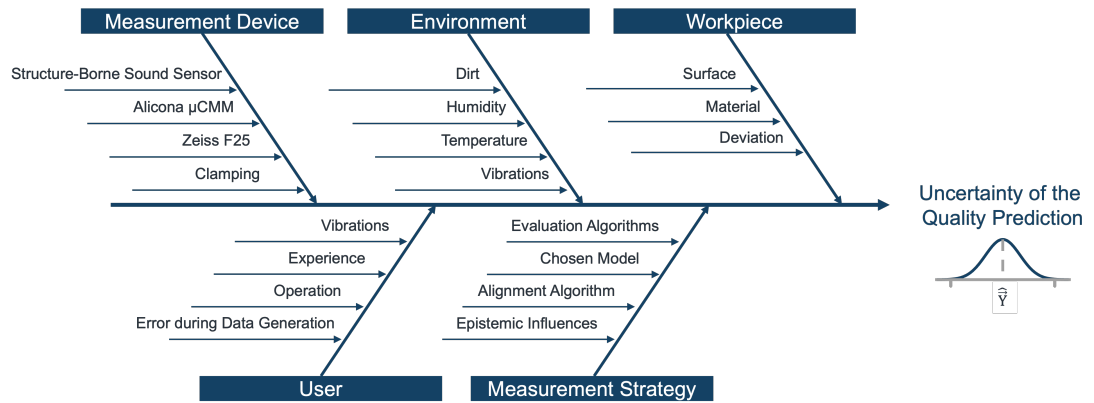 Measurement Device
Environment
Workpiece
Structure-Borne Sound Sensor
Alicona µCMM
Zeiss F25
Clamping
Dirt
Humidity
Temperature
Vibrations
Surface
Material
Deviation
Uncertainty of the
Quality Prediction
Ŷ⃗
Vibrations
Experience
Operation
Error during Data Generation
Evaluation Algorithms
Chosen Model
Alignment Algorithm
Epistemic Influences
User
Measurement Strategy